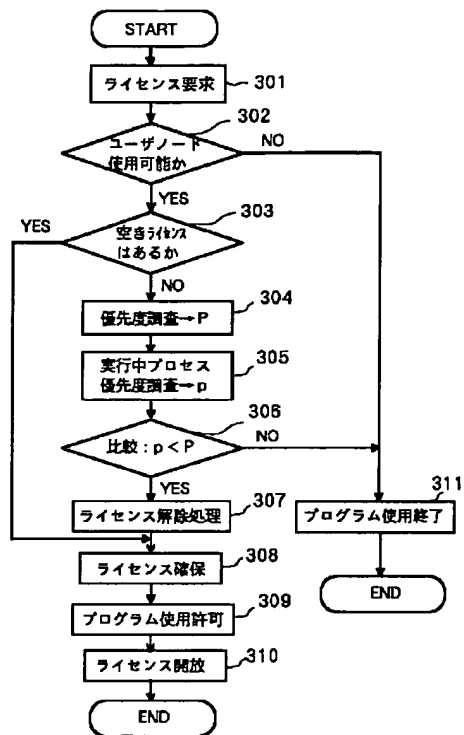 START
ライセンス要求
301
302
ユーザノード
使用可能か
NO
YES
303
YES
空きライセンス
はあるか
NO
304
優先度調査→P
305
実行中プロセス
優先度調査→p
306
比較:p<P
NO
YES
307
311
ライセンス解除処理
プログラム使用終了
308
ライセンス確保
END
309
プログラム使用許可
310
ライセンス開放
END